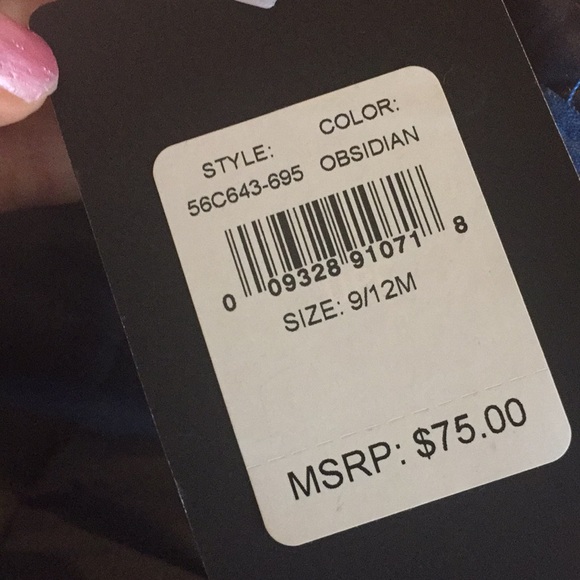 STYLE: COLOR:
56C643-695 OBSIDIAN
0 09328 91071 8
SIZE: 9/12M
MSRP: $75.00